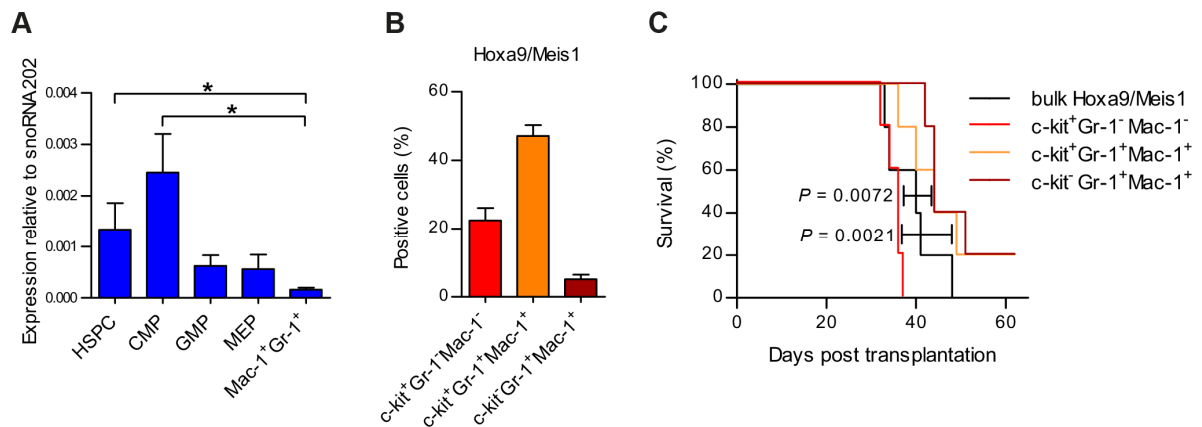 A
Expression relative to snoRNA202
0.004
0.003
0.002
0.001
0.000
*
*
HSPC
CMP
GMP
MEP
Mac-1⁺Gr-1⁺
B
Hoxa9/Meis1
Positive cells (%)
60
40
20
0
c-kit⁺Gr-1⁻Mac-1⁻
c-kit⁺Gr-1⁺Mac-1⁺
c-kit⁻Gr-1⁺Mac-1⁺
C
Survival (%)
100
80
60
40
20
0
P = 0.0072
P = 0.0021
0
20
40
60
Days post transplantation
bulk Hoxa9/Meis1
c-kit⁺Gr-1⁻Mac-1⁻
c-kit⁺Gr-1⁺Mac-1⁺
c-kit⁻Gr-1⁺Mac-1⁺